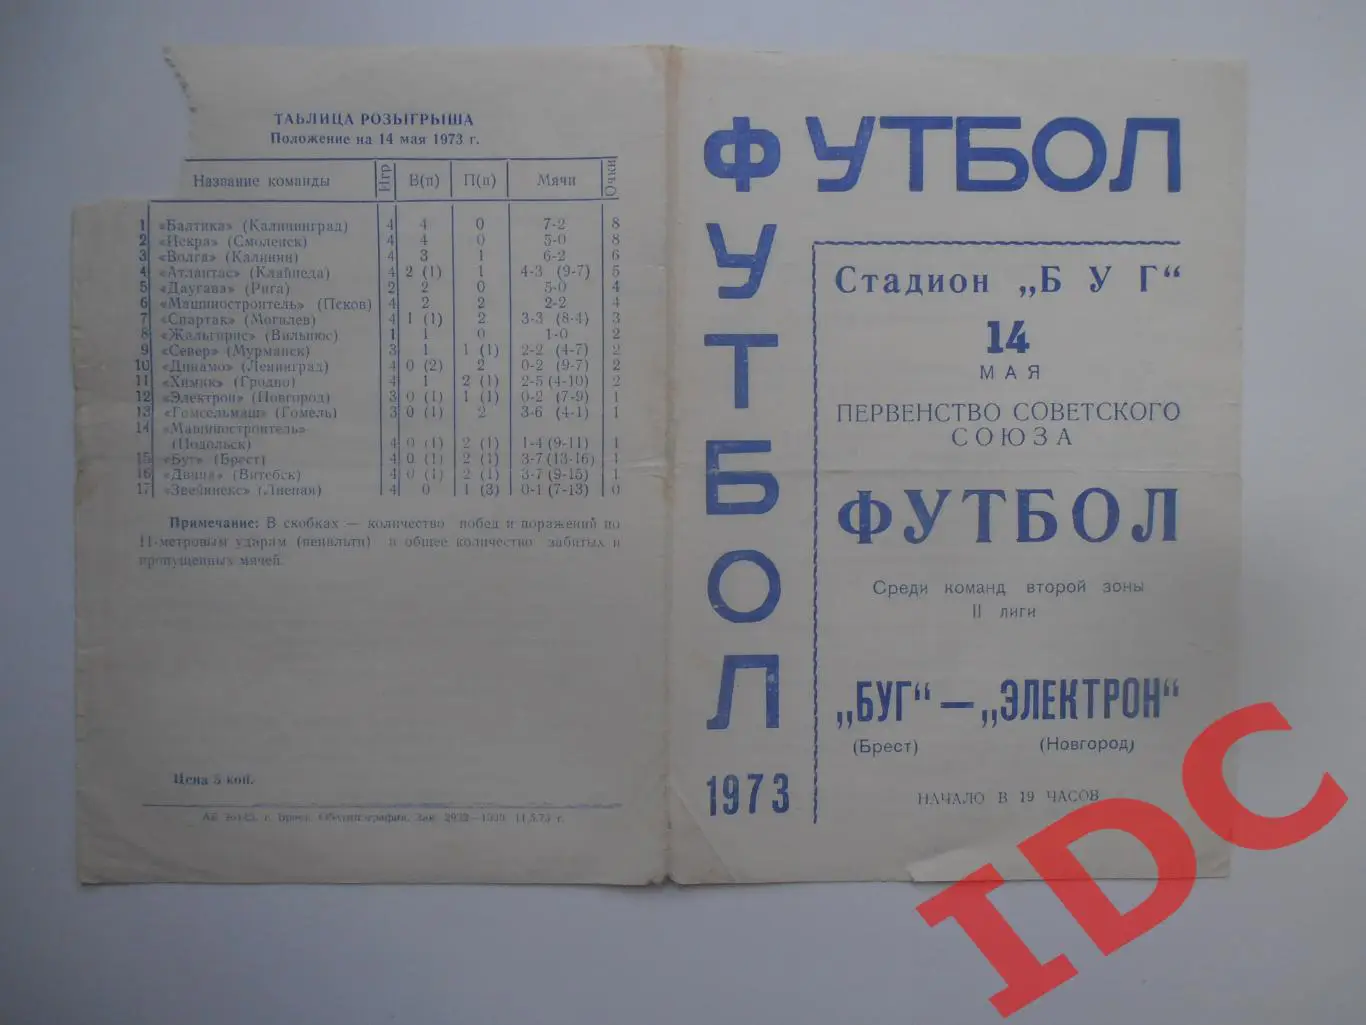 ТАБЛИЦА РОЗЫГРЫША
Положение на 14 мая 1973 г.
Название команды Игр В(п) П(п) Мячи Очки
1 «Балтика» (Калининград) 4 4 0 7-2 8
2 «Искра» (Смоленск) 4 4 0 5-0 8
3 «Волга» (Калинин) 4 3 1 6-2 6
4 «Атлантас» (Клайпеда) 4 2 (1) 1 4-3 (9-7) 5
5 «Даугава» (Рига) 2 2 0 5-0 4
6 «Машиностроитель» (Псков) 4 2 2 2-2 4
7 «Спартак» (Могилев) 4 1 (1) 2 3-3 (8-4) 3
8 «Жальгирис» (Вильнюс) 1 1 0 1-0 2
9 «Север» (Мурманск) 3 1 1 (1) 2-2 (4-7) 2
10 «Динамо» (Ленинград) 4 0 (2) 2 0-2 (9-7) 2
11 «Химик» (Гродно) 4 1 2 (1) 2-5 (4-10) 2
12 «Электрон» (Новгород) 3 0 (1) 1 (1) 0-2 (7-9) 1
13 «Гомсельмаш» (Гомель) 3 0 (1) 2 3-6 (4-1) 1
14 «Машиностроитель»
(Подольск) 4 0 (1) 2 (1) 1-4 (9-11) 1
15 «Буг» (Брест) 4 0 (1) 2 (1) 3-7 (13-16) 1
16 «Двина» (Витебск) 4 0 (1) 2 (1) 3-7 (9-15) 1
17 «Звейниекс» (Лиепая) 4 0 1 (3) 0-1 (7-13) 0
Примечание: В скобках — количество побед и поражений по
11-метровым ударам (пенальти) и общее количество забитых и
пропущенных мячей.
Цена 5 коп.
г. Брест, Облтипография, Зак. 11.5.73 г.
ФУТБОЛ
ФУТБОЛ
1973
Стадион „БУГ“
14
МАЯ
ПЕРВЕНСТВО СОВЕТСКОГО
СОЮЗА
ФУТБОЛ
Среди команд второй зоны
II лиги
„БУГ“ — „ЭЛЕКТРОН“
(Брест) (Новгород)
НАЧАЛО В 19 ЧАСОВ
IDC